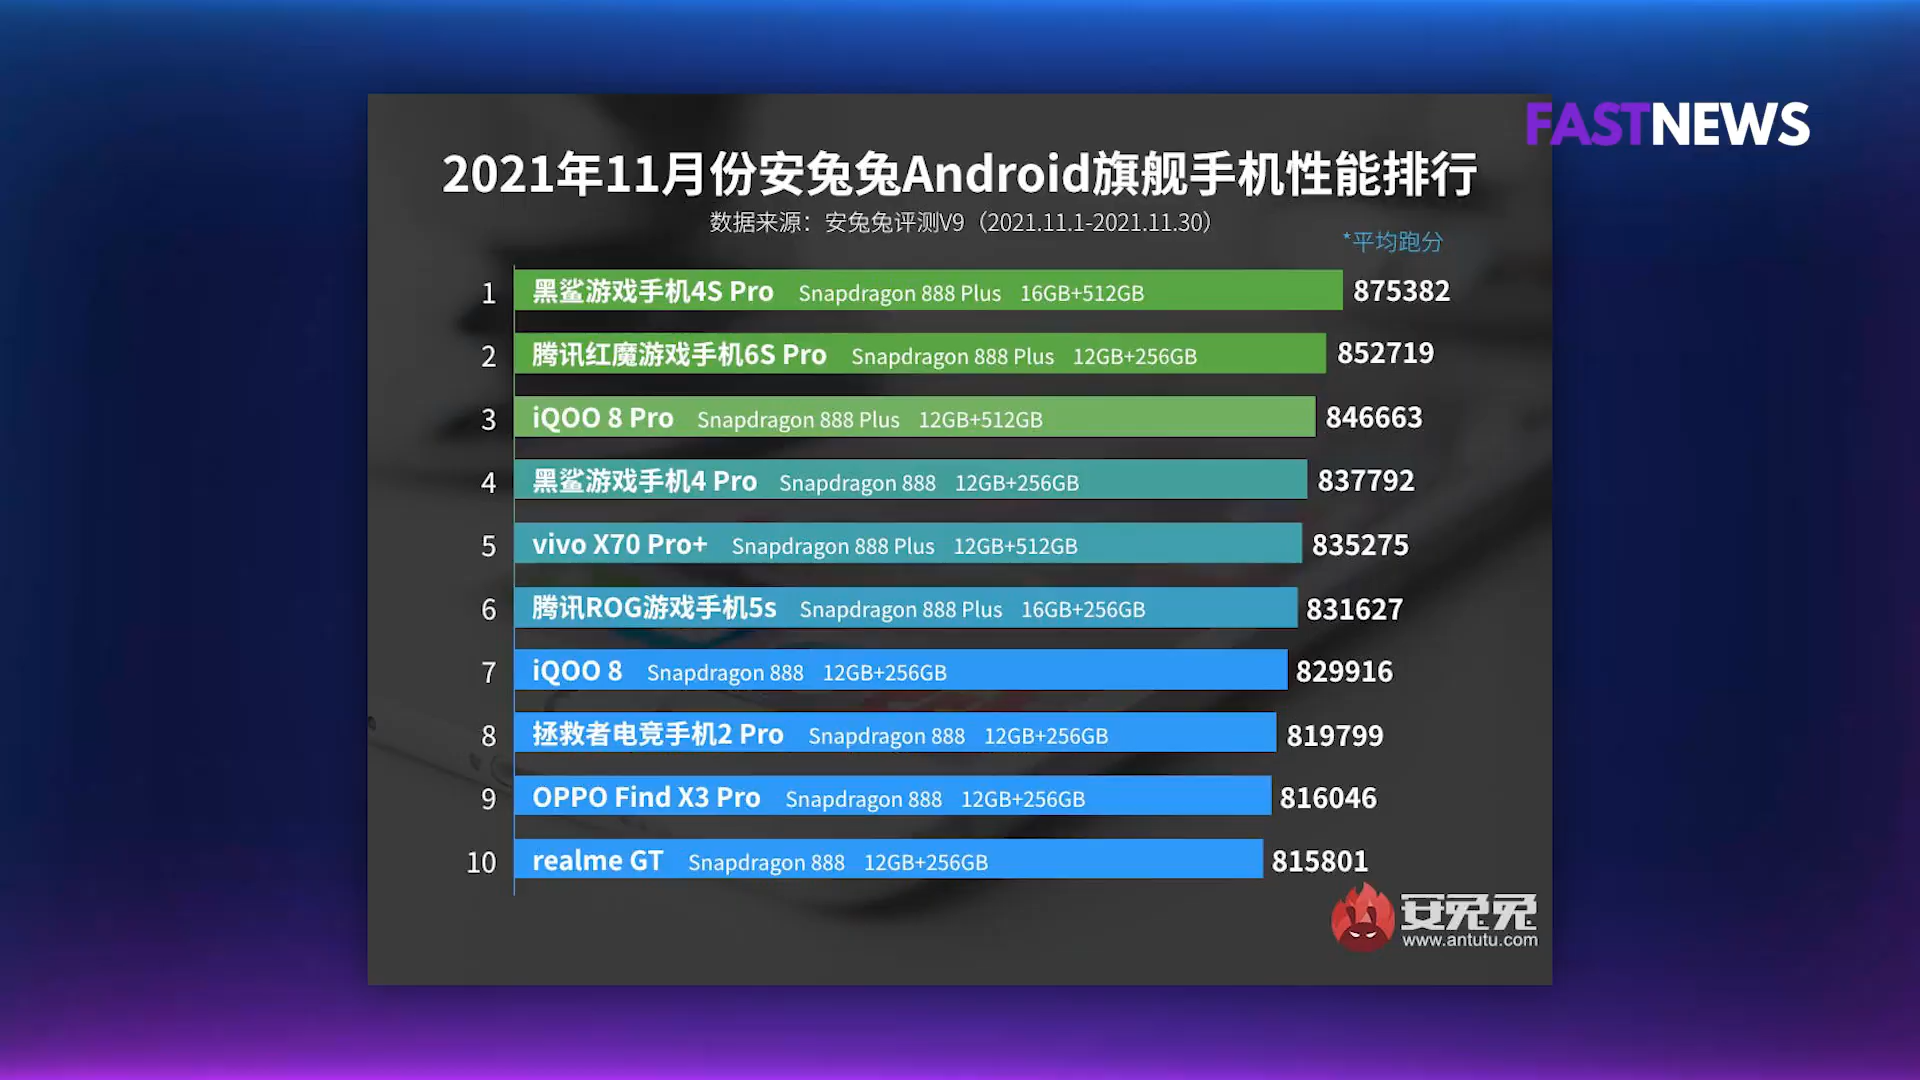 FASTNEWS
2021年11月份安兔兔Android旗舰手机性能排行
数据来源：安兔兔评测V9（2021.11.1-2021.11.30）
*平均跑分
1 黑鲨游戏手机4S Pro Snapdragon 888 Plus 16GB+512GB 875382
2 腾讯红魔游戏手机6S Pro Snapdragon 888 Plus 12GB+256GB 852719
3 iQOO 8 Pro Snapdragon 888 Plus 12GB+512GB 846663
4 黑鲨游戏手机4 Pro Snapdragon 888 12GB+256GB 837792
5 vivo X70 Pro+ Snapdragon 888 Plus 12GB+512GB 835275
6 腾讯ROG游戏手机5s Snapdragon 888 Plus 16GB+256GB 831627
7 iQOO 8 Snapdragon 888 12GB+256GB 829916
8 拯救者电竞手机2 Pro Snapdragon 888 12GB+256GB 819799
9 OPPO Find X3 Pro Snapdragon 888 12GB+256GB 816046
10 realme GT Snapdragon 888 12GB+256GB 815801
安兔兔
www.antutu.com